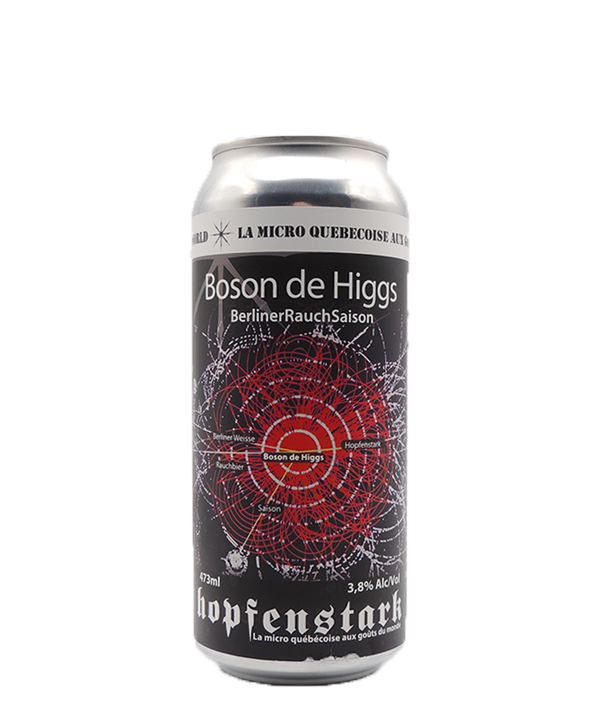 LA MICRO QUEBECOISE AUX
Boson de Higgs
BerlinerRauchSaison
Berliner Weisse
Hopfenstark
Boson de Higgs
Rauchbier
Saison
473ml
3,8% Alc/Vol
hopfenstark
La micro québécoise aux goûts du monde